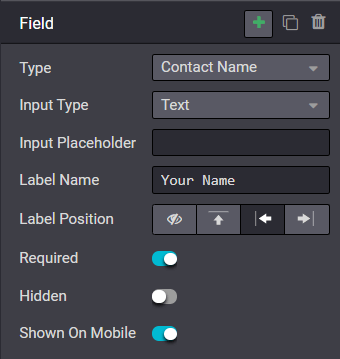 Field
Type Contact Name
Input Type Text
Input Placeholder
Label Name Your Name
Label Position
Required
Hidden
Shown On Mobile